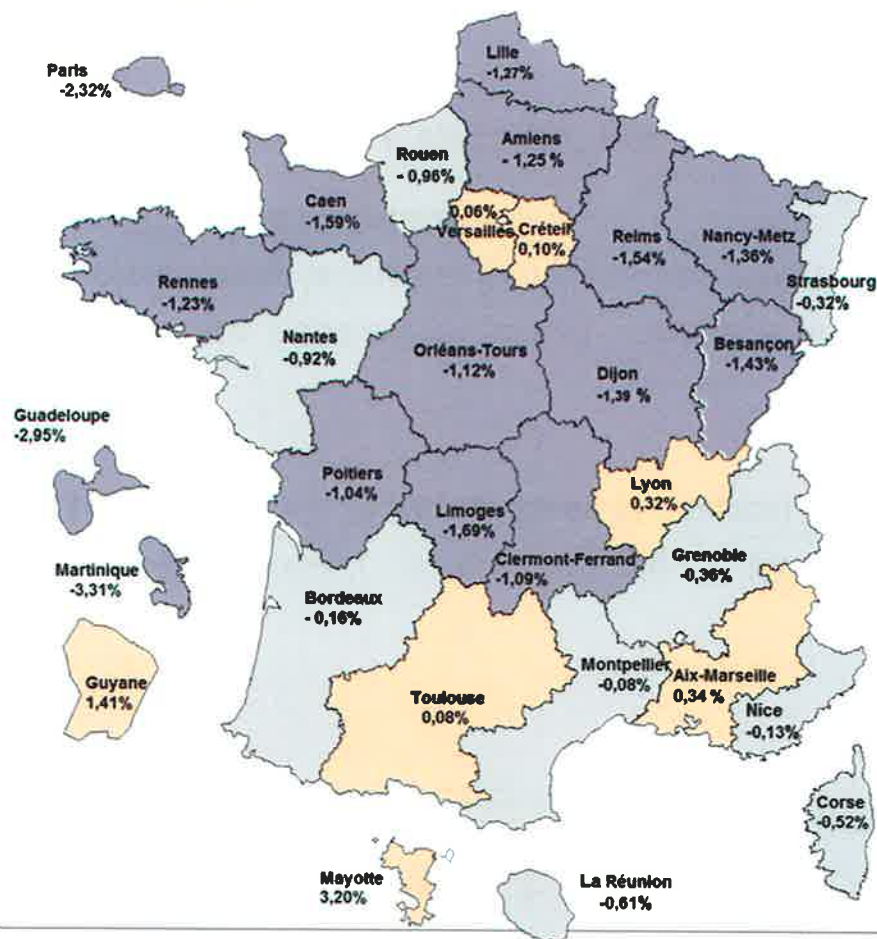 Lille
-1,27%
Paris
-2,32%
Amiens
- 1,25 %
Rouen
- 0,96%
Caen
-1,59%
0,06%
Versailles
Créteil
0,10%
Reims
-1,54%
Nancy-Metz
-1,36%
Strasbourg
-0,32%
Rennes
-1,23%
Nantes
-0,92%
Orléans-Tours
-1,12%
Dijon
-1,39 %
Besançon
-1,43%
Guadeloupe
-2,95%
Poitiers
-1,04%
Limoges
-1,69%
Clermont-Ferrand
-1,09%
Lyon
0,32%
Grenoble
-0,36%
Martinique
-3,31%
Bordeaux
- 0,16%
Guyane
1,41%
Toulouse
0,08%
Montpellier
-0,08%
Aix-Marseille
0,34 %
Nice
-0,13%
Corse
-0,52%
Mayotte
3,20%
La Réunion
-0,61%